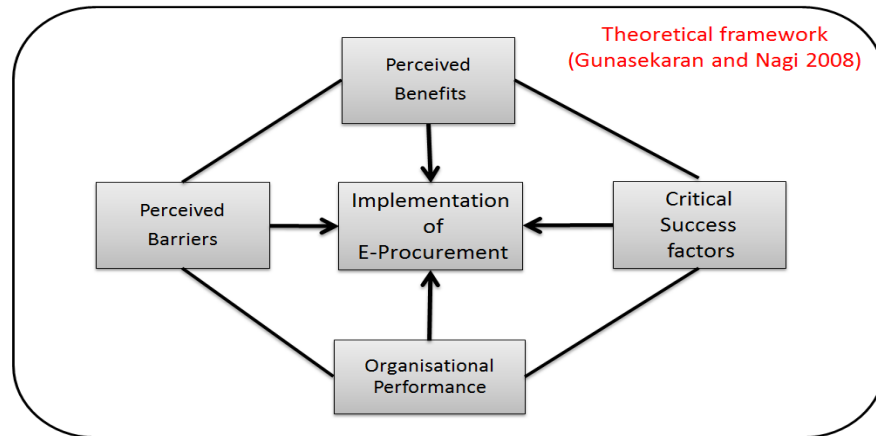 Theoretical framework
(Gunasekaran and Nagi 2008)
Perceived
Benefits
Perceived
Barriers
Implementation
of
E-Procurement
Critical
Success
factors
Organisational
Performance